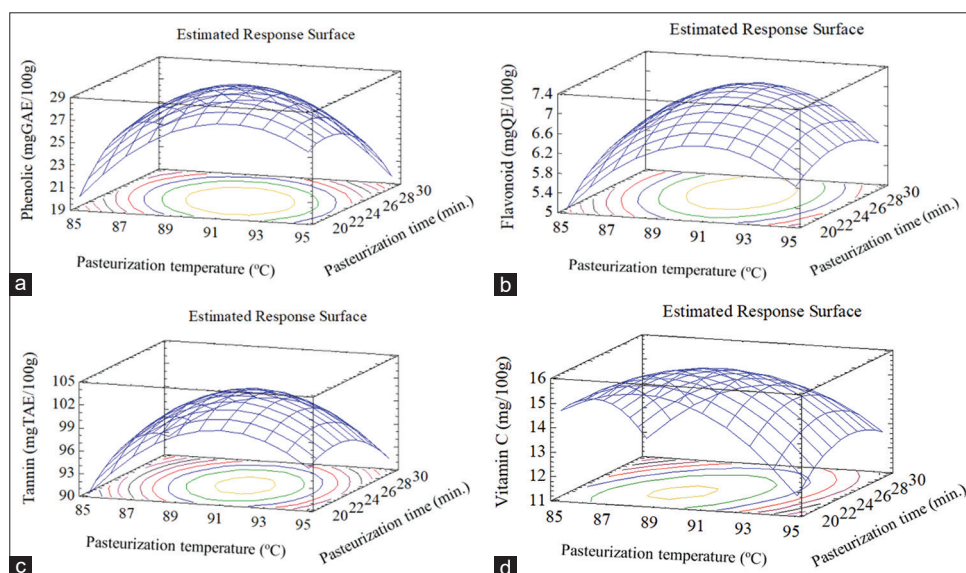 Estimated Response Surface
Phenolic (mgGAE/100g)
29
27
25
23
21
19
85 87 89 91 93 95
20 22 24 26 28 30
Pasteurization temperature (ºC)
Pasteurization time (min.)
a
Estimated Response Surface
Flavonoid (mgQE/100g)
7.4
7
6.6
6.2
5.8
5.4
5
85 87 89 91 93 95
20 22 24 26 28 30
Pasteurization temperature (ºC)
Pasteurization time (min.)
b
Estimated Response Surface
Tannin (mgTAE/100g)
105
102
99
96
93
90
85 87 89 91 93 95
20 22 24 26 28 30
Pasteurization temperature (ºC)
Pasteurization time (min.)
c
Estimated Response Surface
Vitamin C (mg/100g)
16
15
14
13
12
11
85 87 89 91 93 95
20 22 24 26 28 30
Pasteurization temperature (ºC)
Pasteurization time (min.)
d